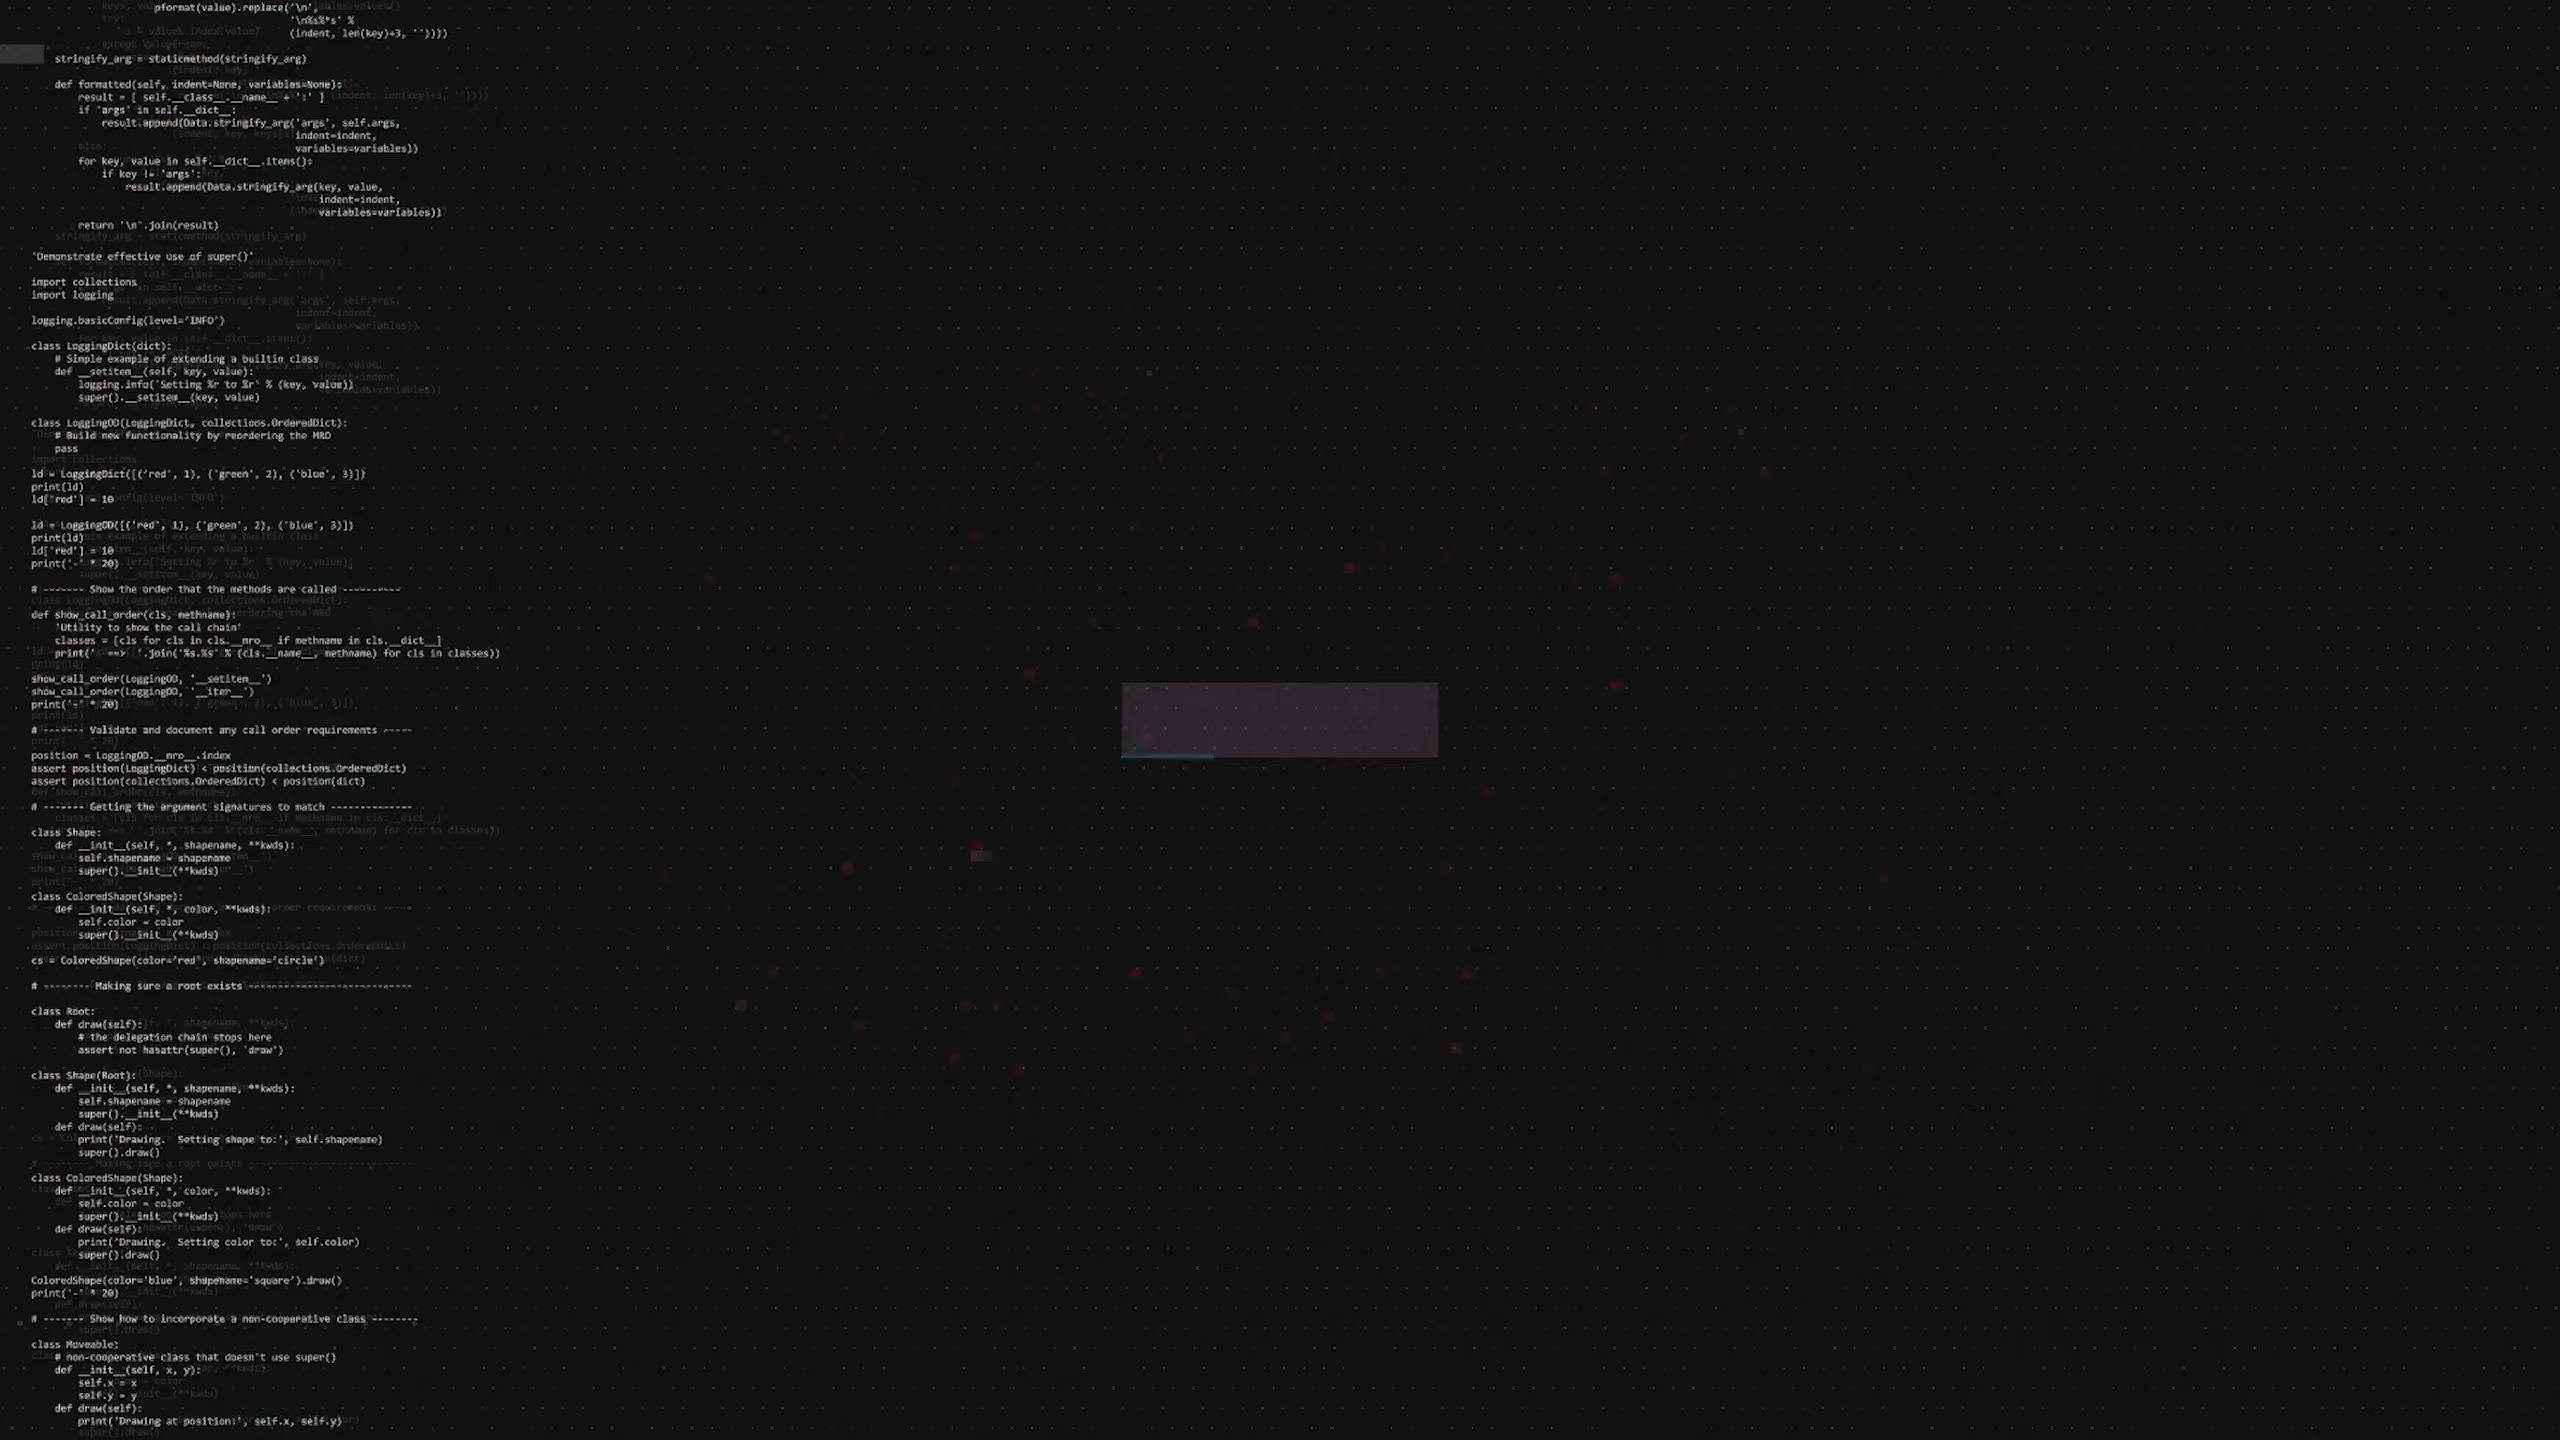 pformat(value).replace('\n',
'\n%s%*s' %
(indent, len(key)+3, ''))))
stringify_arg = staticmethod(stringify_arg)
def formatted(self, indent=None, variables=None):
result = [ self.__class__.__name__ + ':' ]
if 'args' in self.__dict__:
result.append(Data.stringify_arg('args', self.args,
indent=indent,
variables=variables))
for key, value in self.__dict__.items():
if key != 'args':
result.append(Data.stringify_arg(key, value,
indent=indent,
variables=variables))
return '\n'.join(result)
'Demonstrate effective use of super()'
import collections
import logging
logging.basicConfig(level='INFO')
class LoggingDict(dict):
# Simple example of extending a builtin class
def __setitem__(self, key, value):
logging.info('Setting %r to %r' % (key, value))
super().__setitem__(key, value)
class LoggingOD(LoggingDict, collections.OrderedDict):
# Build new functionality by reordering the MRO
pass
ld = LoggingDict([('red', 1), ('green', 2), ('blue', 3)])
print(ld)
ld['red'] = 10
ld = LoggingOD([('red', 1), ('green', 2), ('blue', 3)])
print(ld)
ld['red'] = 10
print('-' * 20)
# ------- Show the order that the methods are called ----------
def show_call_order(cls, methname):
'Utility to show the call chain'
classes = [cls for cls in cls.__mro__ if methname in cls.__dict__]
print('  ==>  '.join('%s.%s' % (cls.__name__, methname) for cls in classes))
show_call_order(LoggingOD, '__setitem__')
show_call_order(LoggingOD, '__iter__')
print('-' * 20)
# ------- Validate and document any call order requirements -----
position = LoggingOD.__mro__.index
assert position(LoggingDict) < position(collections.OrderedDict)
assert position(collections.OrderedDict) < position(dict)
# ------- Getting the argument signatures to match --------------
class Shape:
def __init__(self, *, shapename, **kwds):
self.shapename = shapename
super().__init__(**kwds)
class ColoredShape(Shape):
def __init__(self, *, color, **kwds):
self.color = color
super().__init__(**kwds)
cs = ColoredShape(color='red', shapename='circle')
# -------- Making sure a root exists ----------------------------
class Root:
def draw(self):
# the delegation chain stops here
assert not hasattr(super(), 'draw')
class Shape(Root):
def __init__(self, *, shapename, **kwds):
self.shapename = shapename
super().__init__(**kwds)
def draw(self):
print('Drawing.  Setting shape to:', self.shapename)
super().draw()
class ColoredShape(Shape):
def __init__(self, *, color, **kwds):
self.color = color
super().__init__(**kwds)
def draw(self):
print('Drawing.  Setting color to:', self.color)
super().draw()
ColoredShape(color='blue', shapename='square').draw()
print('-' * 20)
# ------- Show how to incorporate a non-cooperative class --------
class Moveable:
# non-cooperative class that doesn't use super()
def __init__(self, x, y):
self.x = x
self.y = y
def draw(self):
print('Drawing at position:', self.x, self.y)